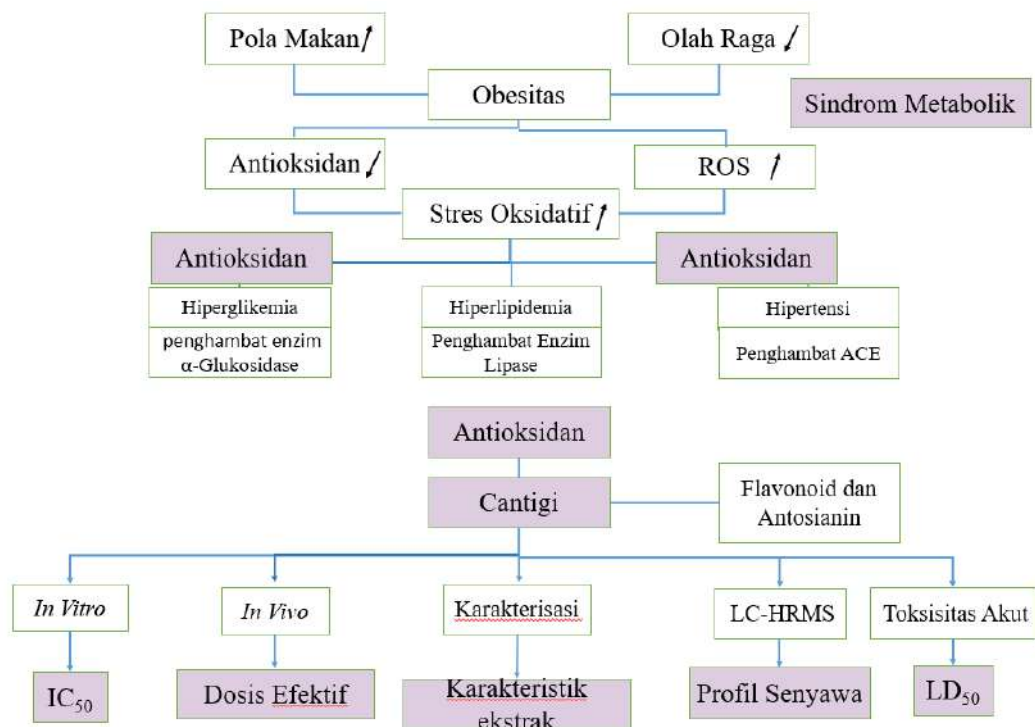 Pola Makan
Olah Raga
Obesitas
Sindrom Metabolik
Antioksidan
ROS
Stres Oksidatif
Antioksidan
Antioksidan
Hiperglikemia
Hiperlipidemia
Hipertensi
penghambat enzim
α-Glukosidase
Penghambat Enzim
Lipase
Penghambat ACE
Antioksidan
Cantigi
Flavonoid dan
Antosianin
In Vitro
In Vivo
Karakterisasi
LC-HRMS
Toksisitas Akut
IC₅₀
Dosis Efektif
Karakteristik
ekstrak
Profil Senyawa
LD₅₀